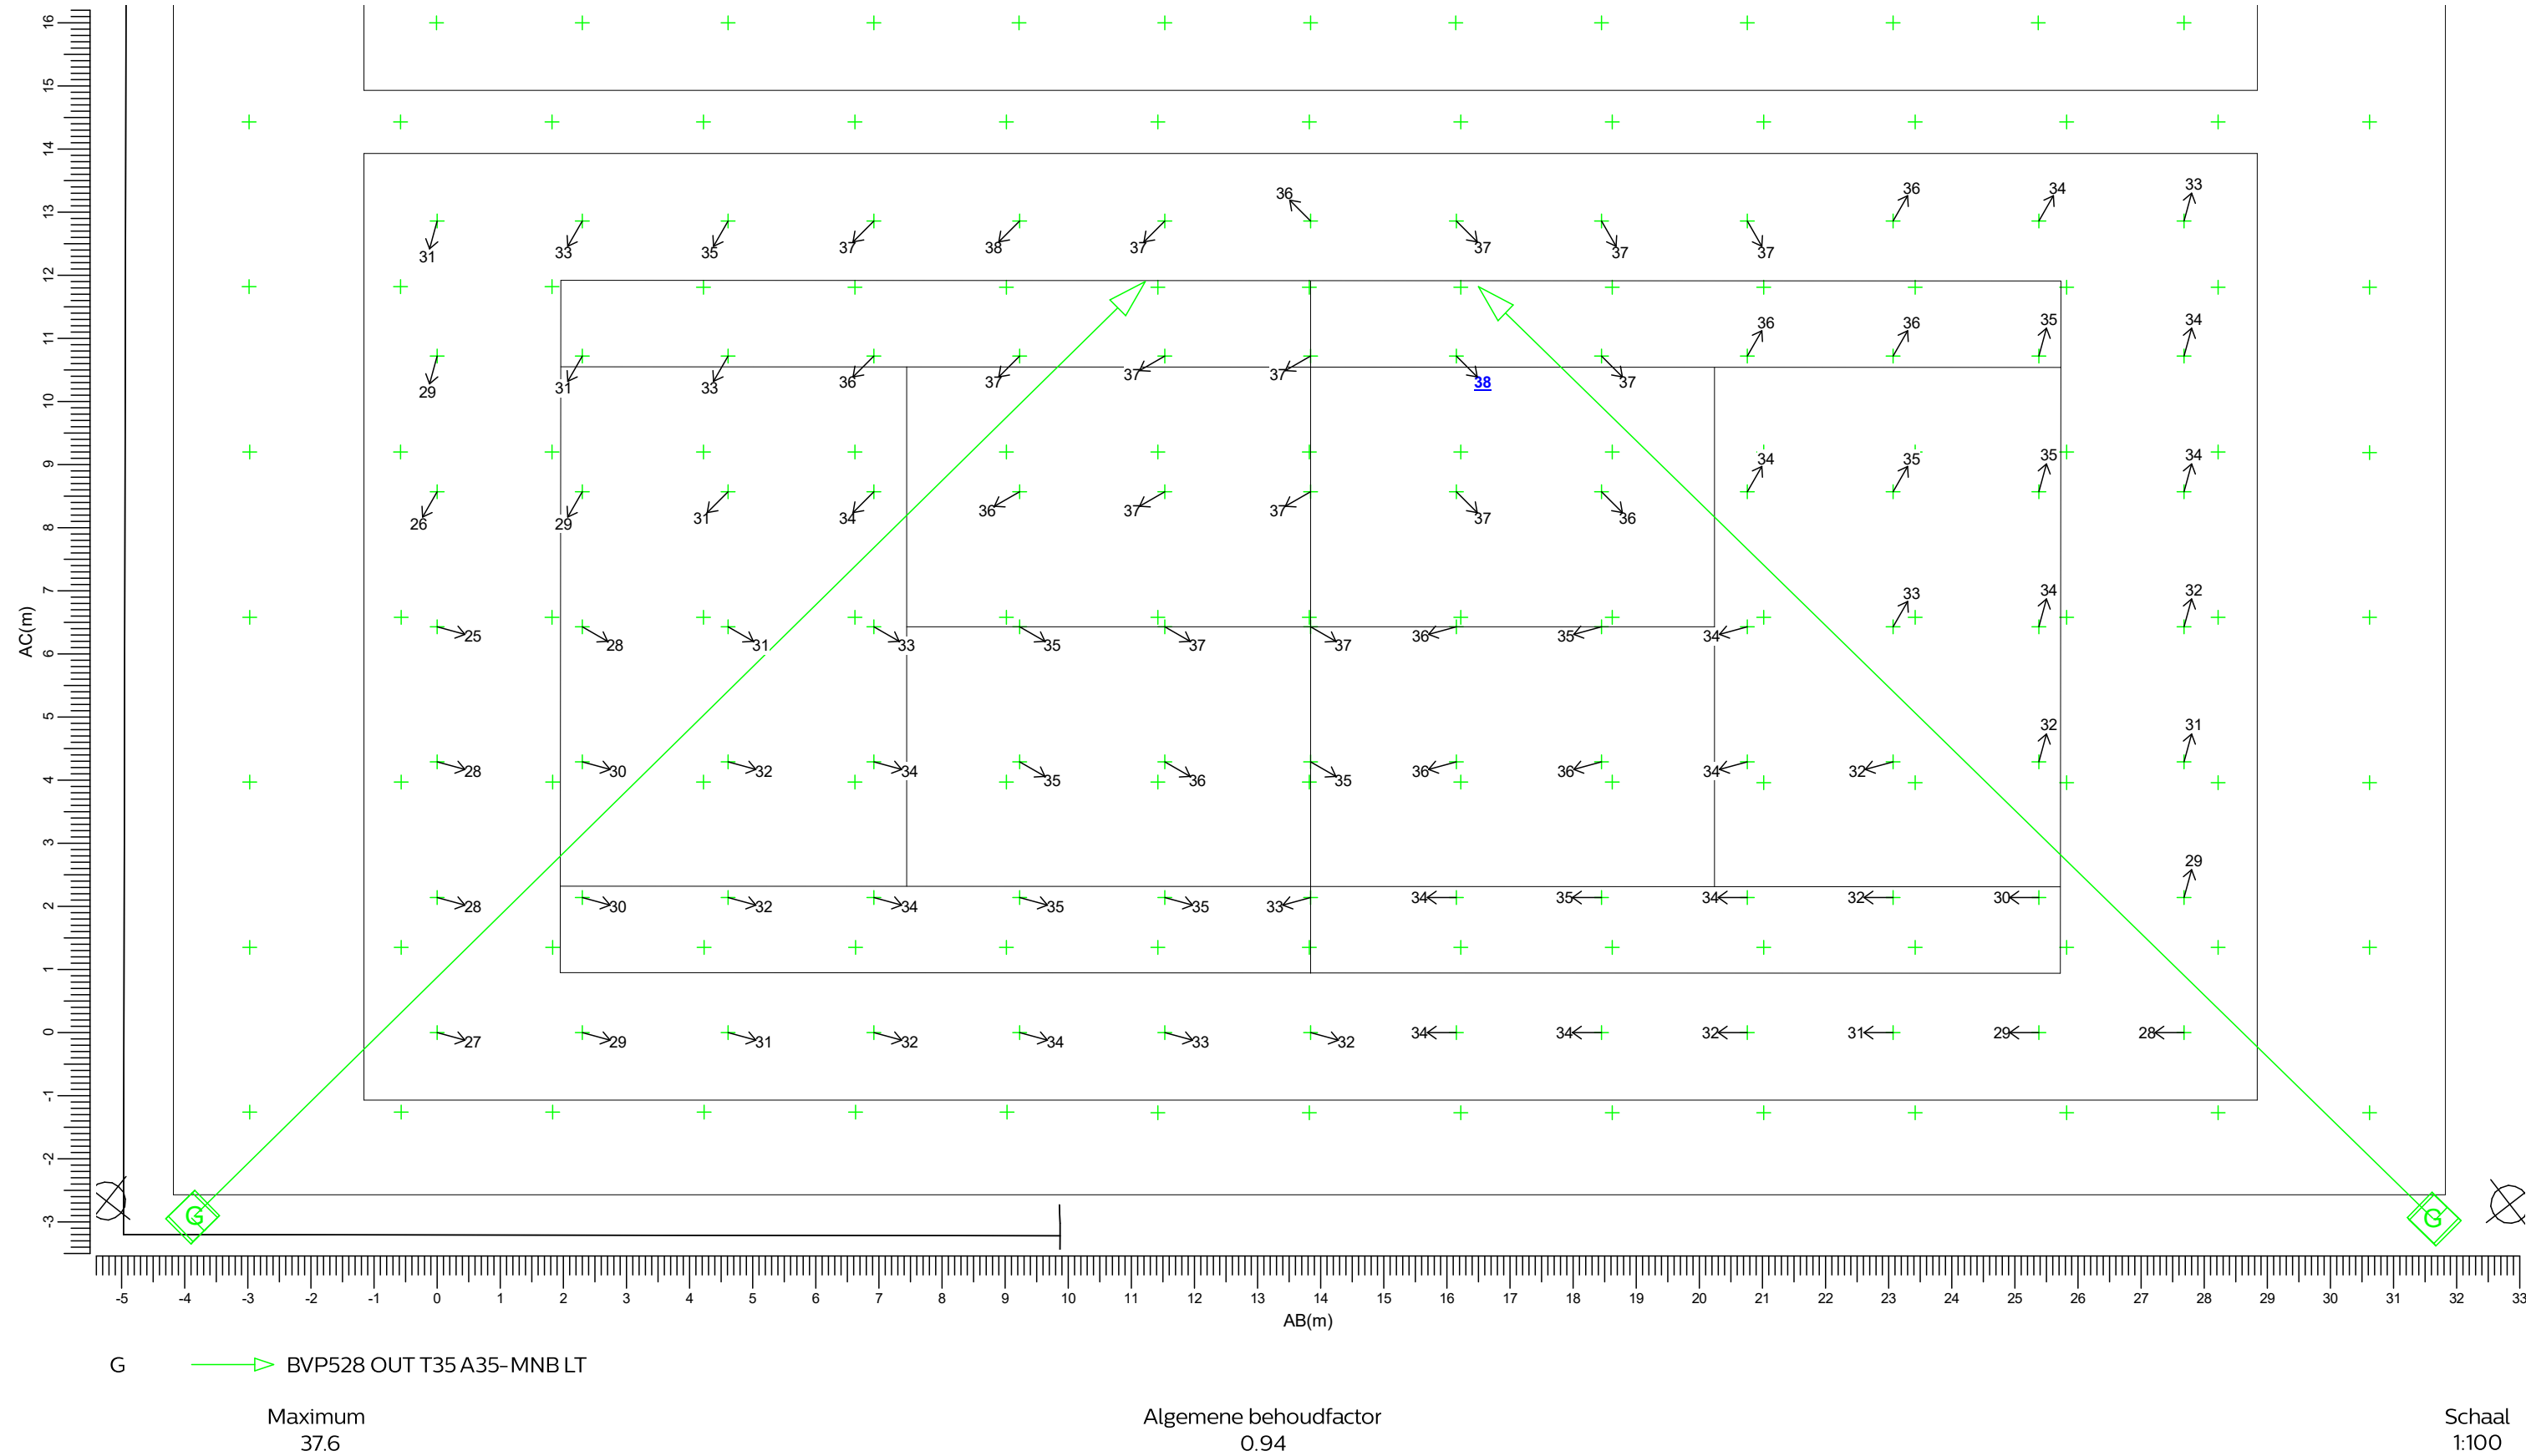 16
15
14
13
12
11
10
9
8
7
6
5
4
3
2
1
0
-1
-2
-3
AC(m)
36 36 34 33
31 33 35 37 38 37 37 37 37
36 36 35 34
29 31 33 36 37 37 37 38 37
34 35 35 34
26 29 31 34 36 37 37 37 36
33 34 32
25 28 31 33 35 37 37 36 35 34
32 31
28 30 32 34 35 36 35 36 36 34 32
29
28 30 32 34 35 35 33 34 35 34 32 30
27 29 31 32 34 33 32 34 34 32 31 29 28
G G
-5 -4 -3 -2 -1 0 1 2 3 4 5 6 7 8 9 10 11 12 13 14 15 16 17 18 19 20 21 22 23 24 25 26 27 28 29 30 31 32 33
AB(m)
G BVP528 OUT T35 A35-MNB LT
Maximum Algemene behoudfactor Schaal
37.6 0.94 1:100